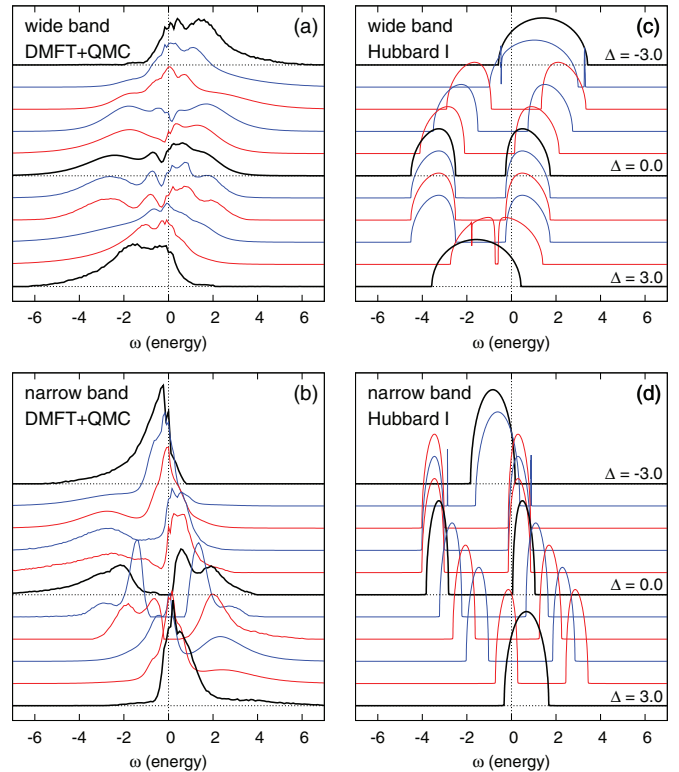 wide band
DMFT+QMC
(a)
-6 -4 -2 0 2 4 6
ω (energy)
wide band
Hubbard I
(c)
Δ = -3.0
Δ = 0.0
Δ = 3.0
-6 -4 -2 0 2 4 6
ω (energy)
narrow band
DMFT+QMC
(b)
-6 -4 -2 0 2 4 6
ω (energy)
narrow band
Hubbard I
(d)
Δ = -3.0
Δ = 0.0
Δ = 3.0
-6 -4 -2 0 2 4 6
ω (energy)